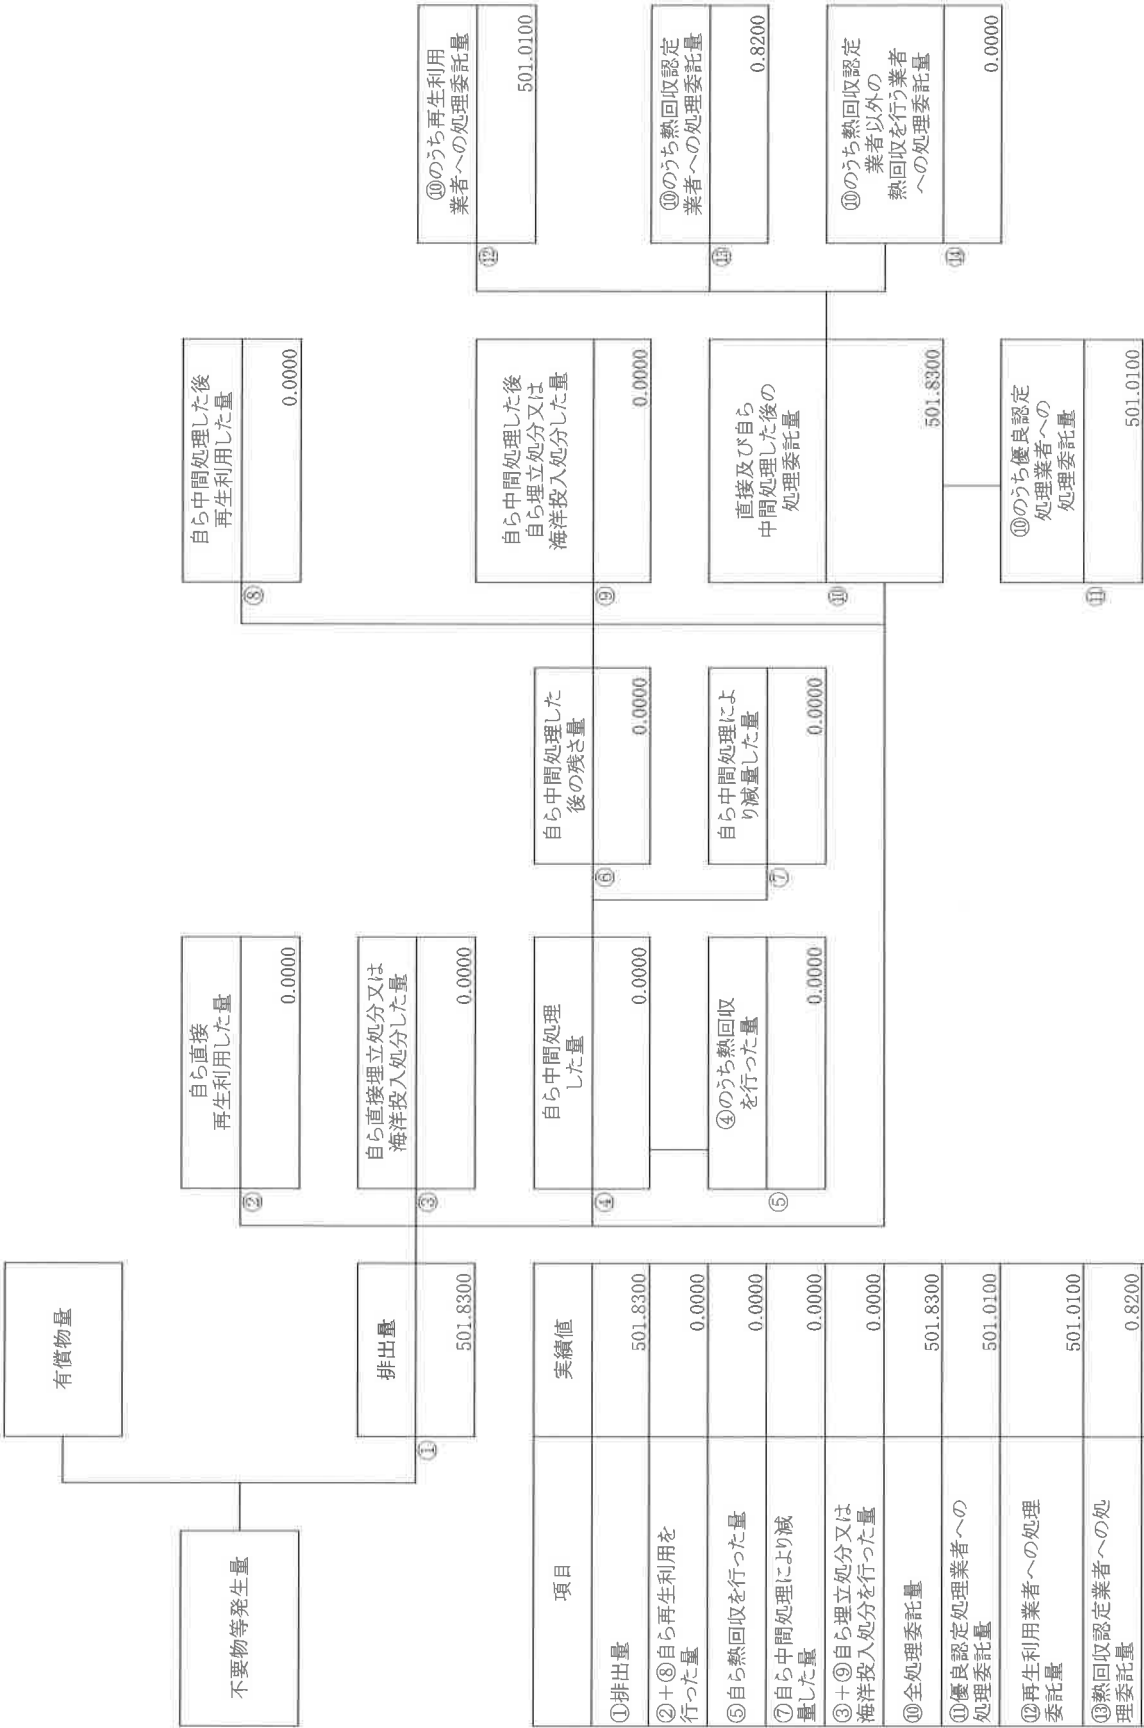 不要物等発生量
有償物量
①
排出量
501.8300
②
自ら直接
再生利用した量
0.0000
③
自ら直接埋立処分又は
海洋投入処分した量
0.0000
④
自ら中間処理
した量
0.0000
⑤
④のうち熱回収
を行った量
0.0000
⑥
自ら中間処理した
後の残さ量
0.0000
⑦
自ら中間処理によ
り減量した量
0.0000
⑧
自ら中間処理した後
再生利用した量
0.0000
⑨
自ら中間処理した後
自ら埋立処分又は
海洋投入処分した量
0.0000
⑩
直接及び自ら
中間処理した後の
処理委託量
501.8300
⑪
⑩のうち優良認定
処理業者への
処理委託量
501.0100
⑫
⑩のうち再生利用
業者への処理委託量
501.0100
⑬
⑩のうち熱回収認定
業者への処理委託量
0.8200
⑭
⑩のうち熱回収認定
業者以外の
熱回収を行う業者
への処理委託量
0.0000
項目 実績値
①排出量 501.8300
②+⑧自ら再生利用を
行った量 0.0000
⑤自ら熱回収を行った量 0.0000
⑦自ら中間処理により減
量した量 0.0000
③+⑨自ら埋立処分又は
海洋投入処分を行った量 0.0000
⑩全処理委託量 501.8300
⑪優良認定処理業者への
処理委託量 501.0100
⑫再生利用業者への処理
委託量 501.0100
⑬熱回収認定業者への処
理委託量 0.8200